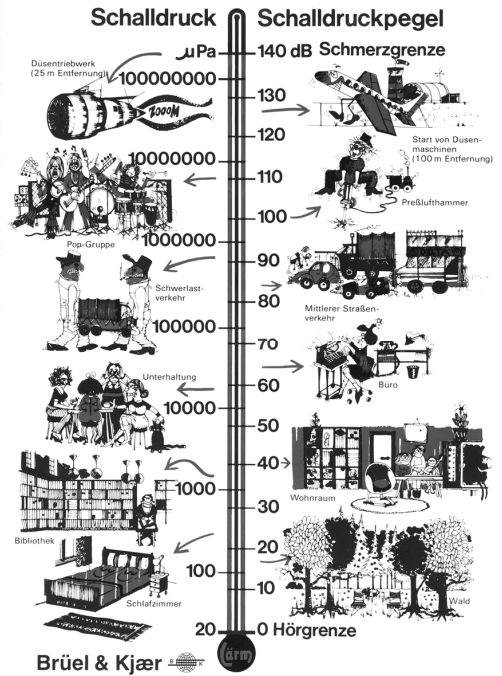 Schalldruck
Schalldruckpegel
µPa
140 dB Schmerzgrenze
Düsentriebwerk
(25 m Entfernung)
100000000
WOOOZ
130
120
Start von Düsen-
maschinen
(100 m Entfernung)
10000000
110
Preßlufthammer
100
Pop-Gruppe
1000000
90
Schwerlast-
verkehr
80
Mittlerer Straßen-
verkehr
100000
70
Unterhaltung
60
Büro
10000
50
40
Wohnraum
1000
30
Bibliothek
20
100
10
Schlafzimmer
Wald
20
0 Hörgrenze
Lärm
Brüel & Kjær
B K